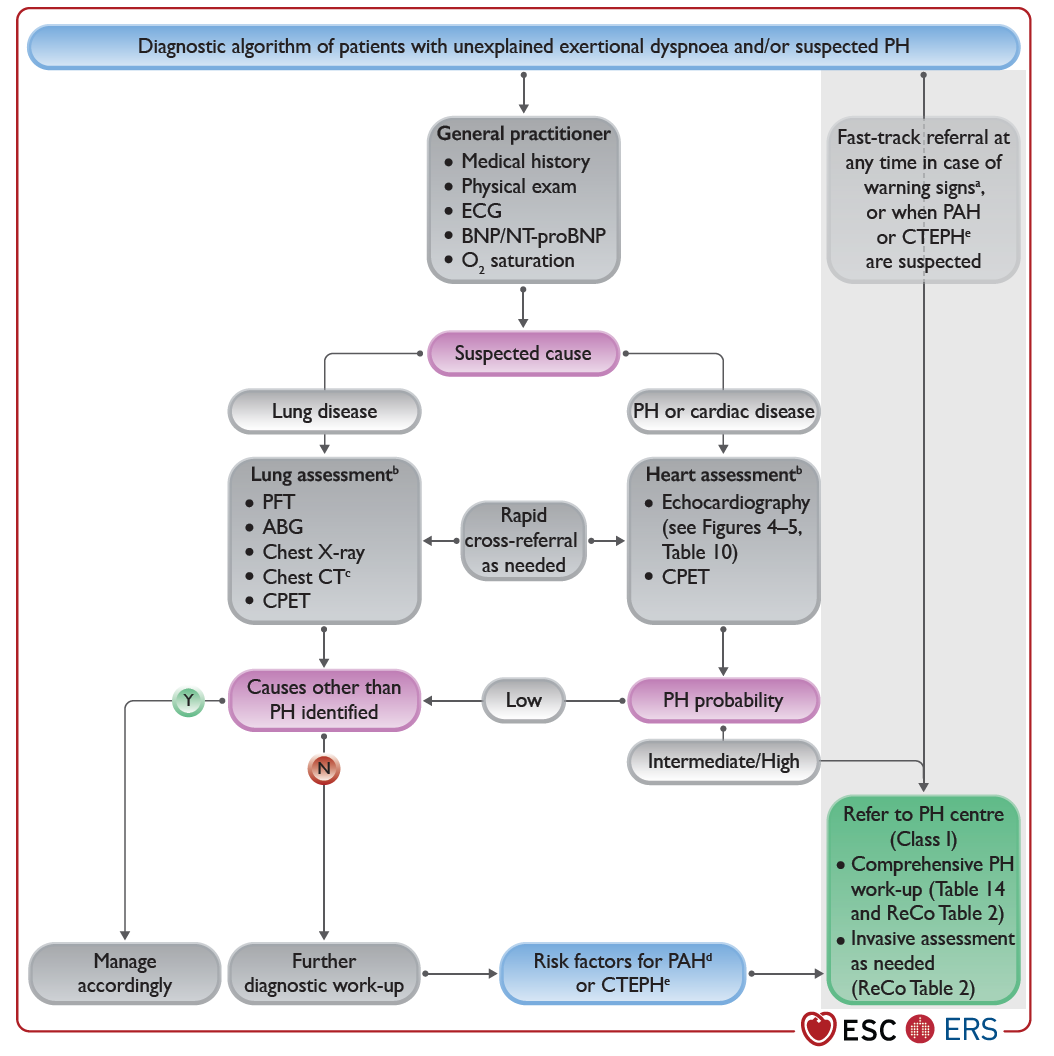 Diagnostic algorithm of patients with unexplained exertional dyspnoea and/or suspected PH
General practitioner
• Medical history
• Physical exam
• ECG
• BNP/NT-proBNP
• O₂ saturation
Fast-track referral at
any time in case of
warning signsᵃ,
or when PAH
or CTEPHᵉ
are suspected
Suspected cause
Lung disease
PH or cardiac disease
Lung assessmentᵇ
• PFT
• ABG
• Chest X-ray
• Chest CTᶜ
• CPET
Rapid
cross-referral
as needed
Heart assessmentᵇ
• Echocardiography
(see Figures 4–5,
Table 10)
• CPET
Y
Causes other than
PH identified
Low
PH probability
N
Intermediate/High
Refer to PH centre
(Class I)
• Comprehensive PH
work-up (Table 14
and ReCo Table 2)
• Invasive assessment
as needed
(ReCo Table 2)
Manage
accordingly
Further
diagnostic work-up
Risk factors for PAHᵈ
or CTEPHᵉ
ESC ERS